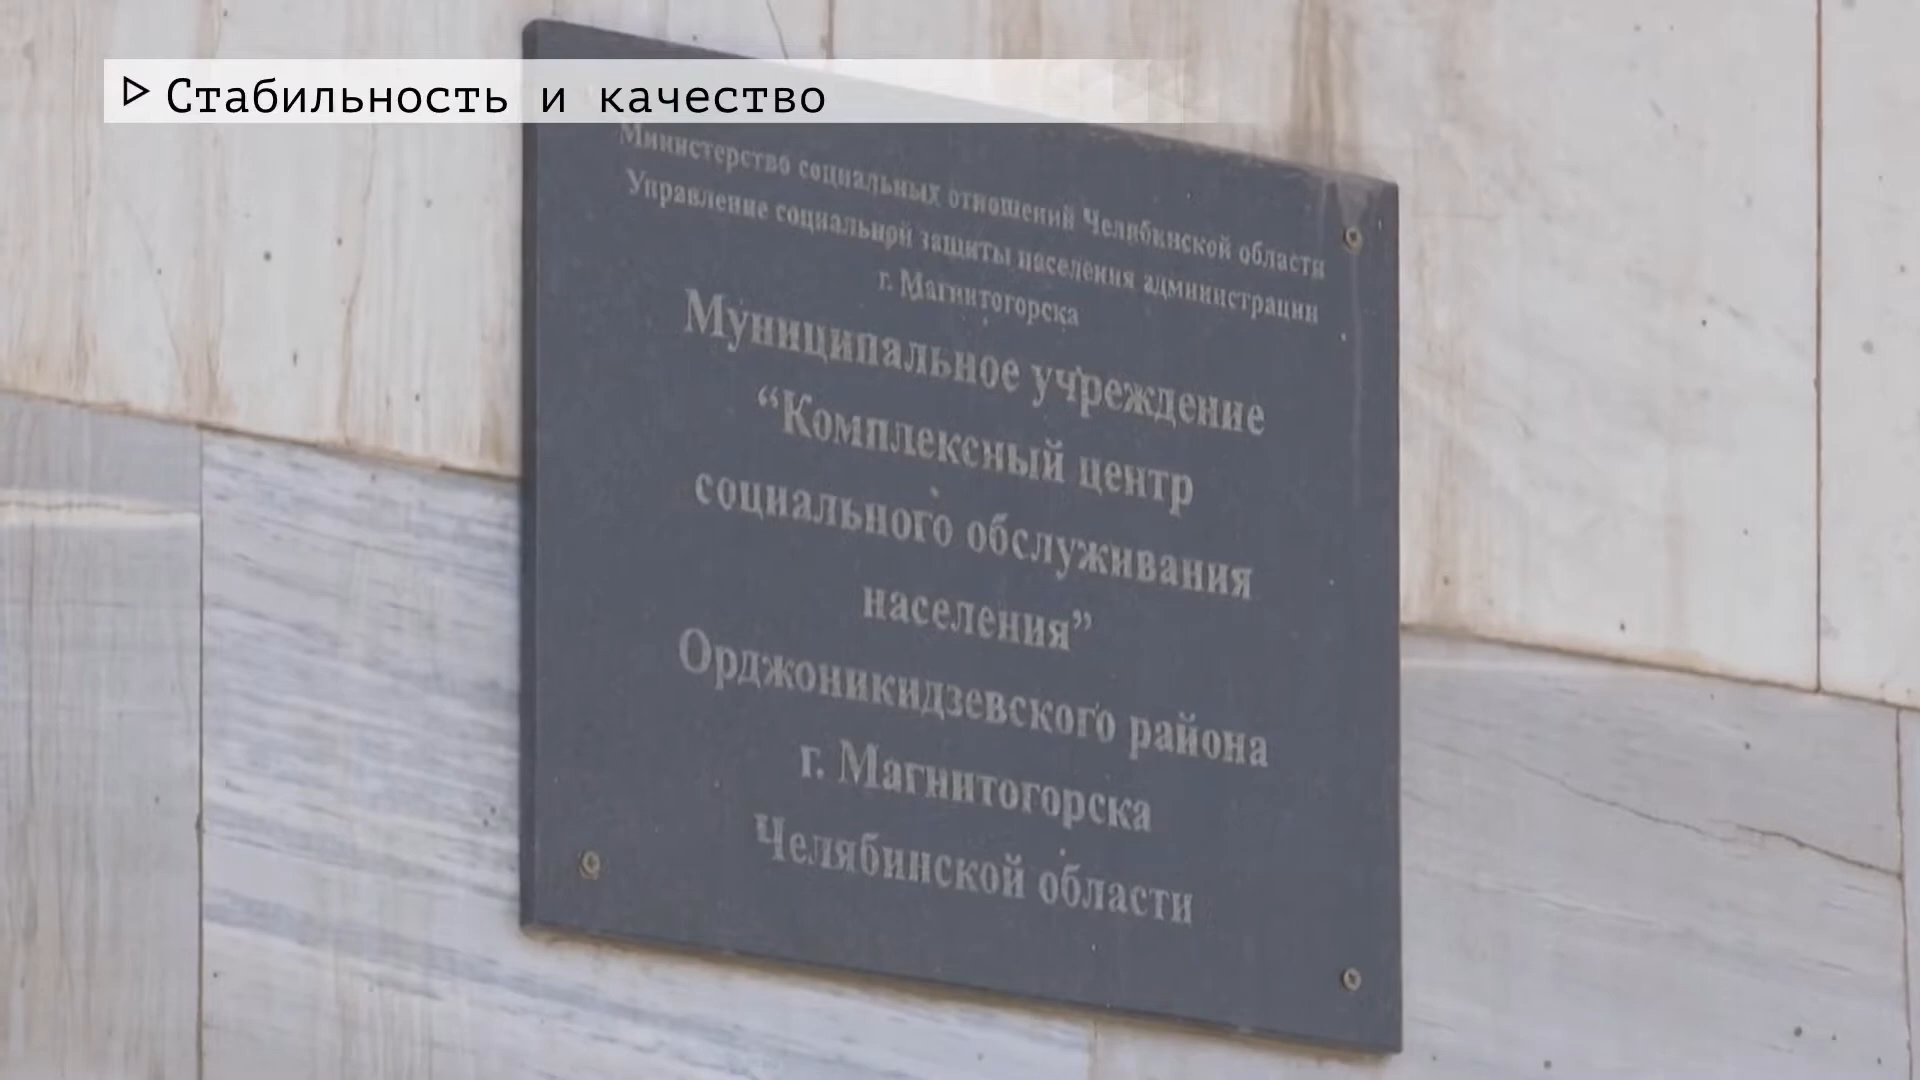 Стабильность и качество
Министерство социальных отношений Челябинской области
Управление социальной защиты населения администрации
г. Магнитогорска
Муниципальное учреждение
“Комплексный центр
социального обслуживания
населения”
Орджоникидзевского района
г. Магнитогорска
Челябинской области